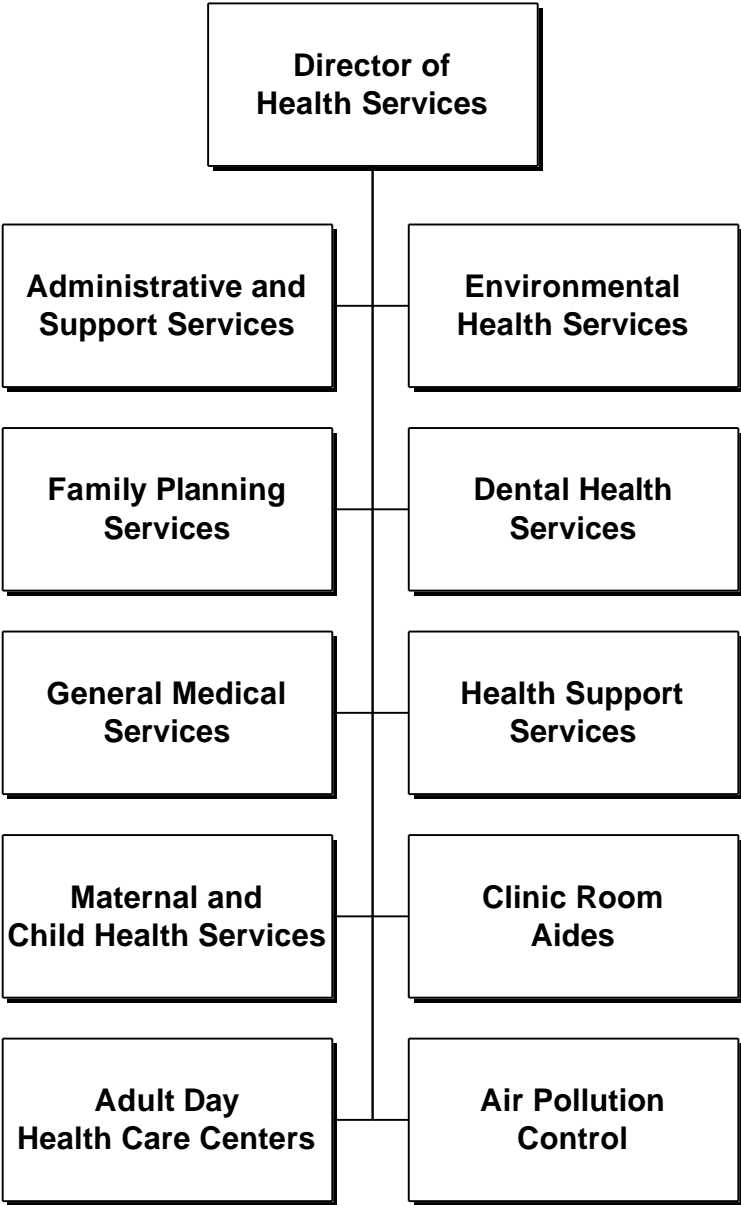 Director of
Health Services
Administrative and
Support Services
Environmental
Health Services
Family Planning
Services
Dental Health
Services
General Medical
Services
Health Support
Services
Maternal and
Child Health Services
Clinic Room
Aides
Adult Day
Health Care Centers
Air Pollution
Control